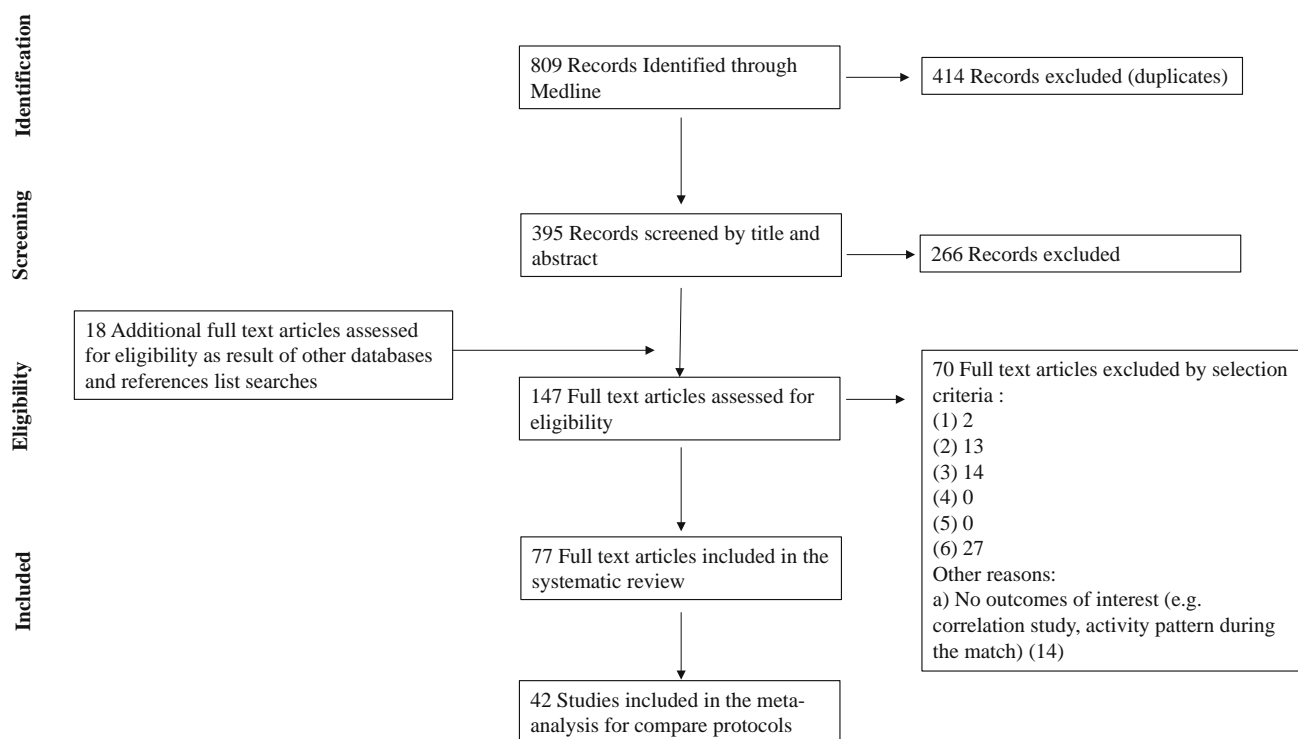 Identification
809 Records Identified through
Medline
414 Records excluded (duplicates)
Screening
395 Records screened by title and
abstract
266 Records excluded
18 Additional full text articles assessed
for eligibility as result of other databases
and references list searches
Eligibility
147 Full text articles assessed for
eligibility
70 Full text articles excluded by selection
criteria :
(1) 2
(2) 13
(3) 14
(4) 0
(5) 0
(6) 27
Other reasons:
a) No outcomes of interest (e.g.
correlation study, activity pattern during
the match) (14)
Included
77 Full text articles included in the
systematic review
42 Studies included in the meta-
analysis for compare protocols